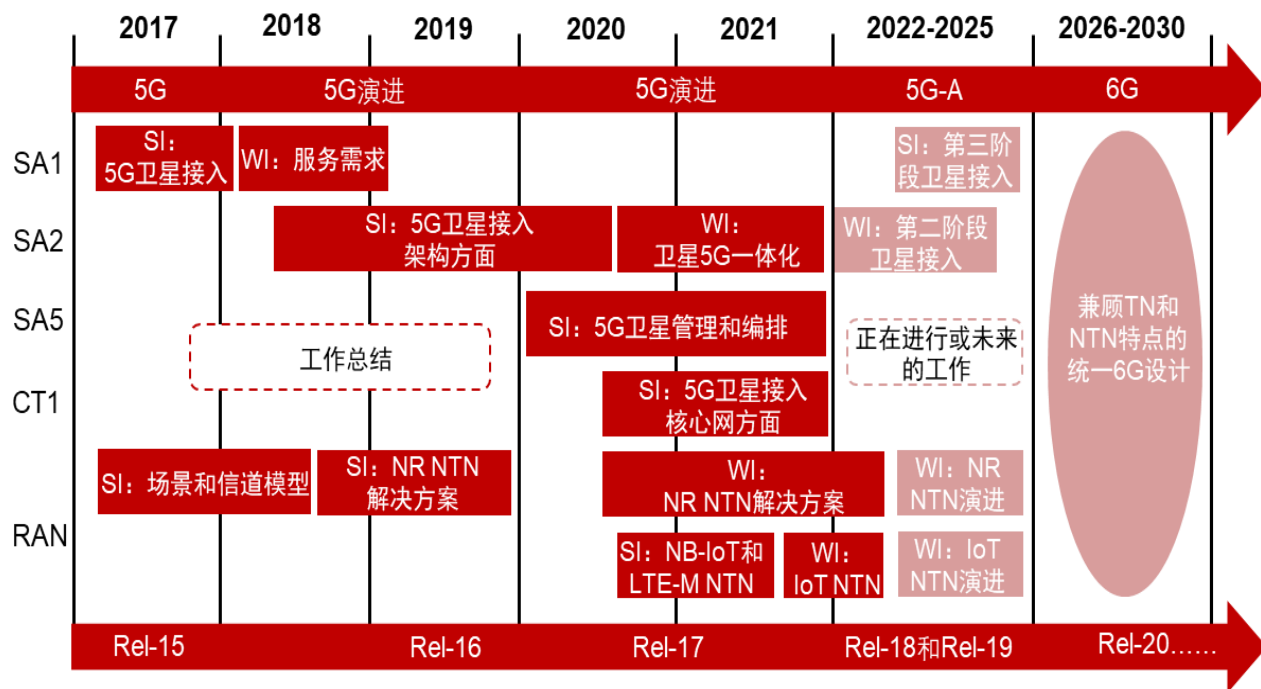 2017 2018 2019 2020 2021 2022-2025 2026-2030
5G 5G演进 5G演进 5G-A 6G
SA1
SI：
5G卫星接入
WI：服务需求
SI：第三阶
段卫星接入
SA2
SI：5G卫星接入
架构方面
WI：
卫星5G一体化
WI：第二阶段
卫星接入
SA5
SI：5G卫星管理和编排
工作总结
正在进行或未来
的工作
兼顾TN和
NTN特点的
统一6G设计
CT1
SI：5G卫星接入
核心网方面
RAN
SI：场景和信道模型
SI：NR NTN
解决方案
WI：
NR NTN解决方案
WI：NR
NTN演进
SI：NB-IoT和
LTE-M NTN
WI：
IoT NTN
WI：IoT
NTN演进
Rel-15 Rel-16 Rel-17 Rel-18和Rel-19 Rel-20……